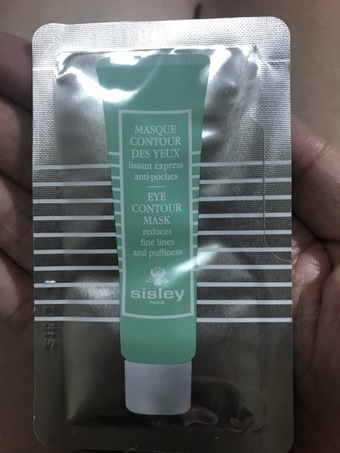 MASQUE
CONTOUR
DES YEUX
lissant express
anti-poches
EYE
CONTOUR
MASK
reduces
fine lines
and puffiness
sisley
PARIS